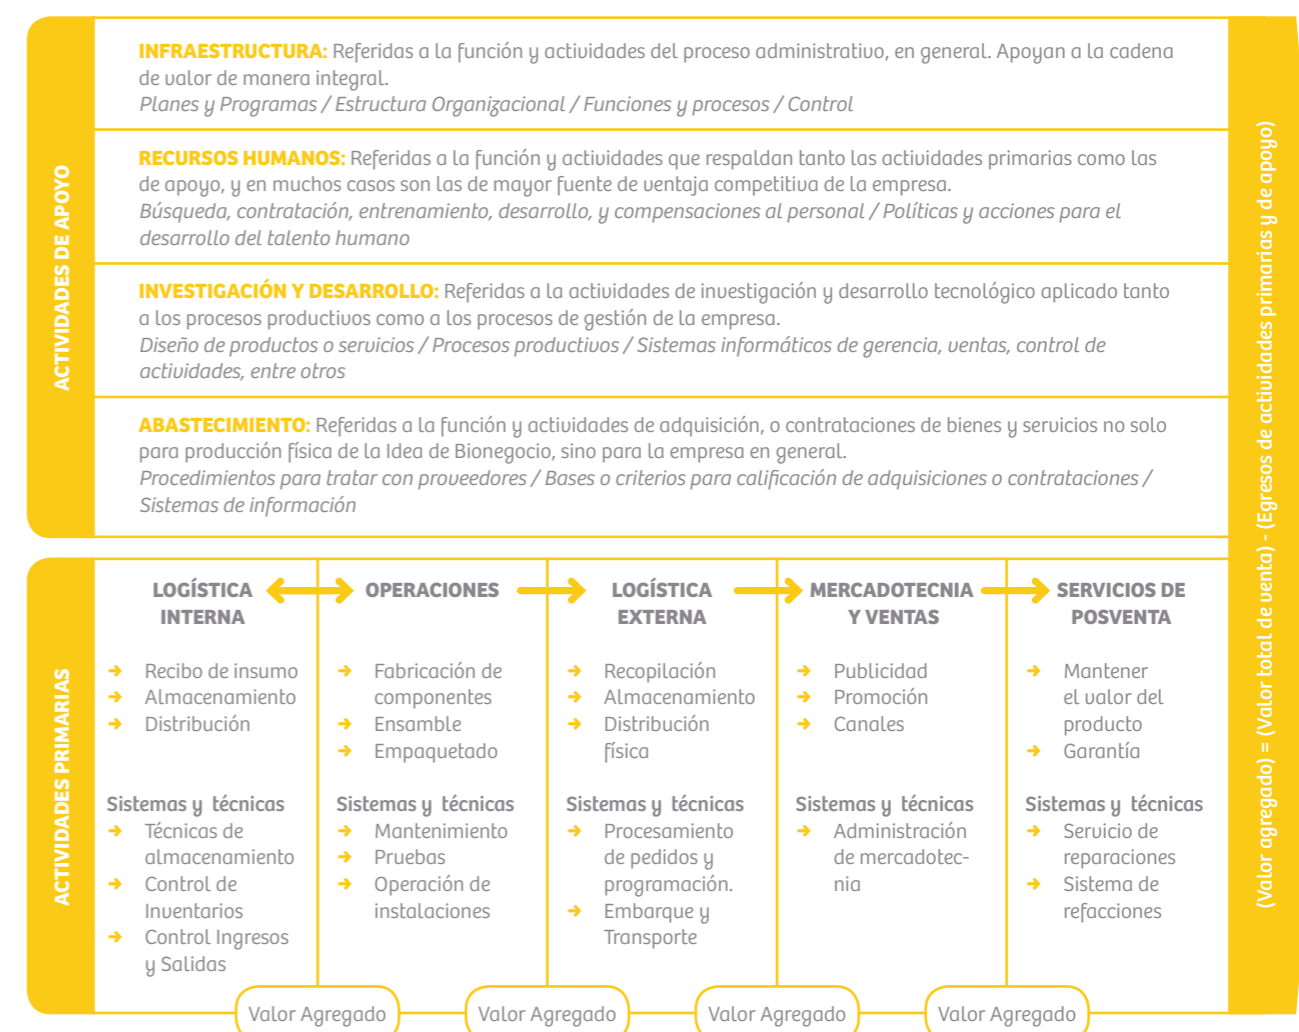 ACTIVIDADES DE APOYO
INFRAESTRUCTURA: Referidas a la función y actividades del proceso administrativo, en general. Apoyan a la cadena
de valor de manera integral.
Planes y Programas / Estructura Organizacional / Funciones y procesos / Control
RECURSOS HUMANOS: Referidas a la función y actividades que respaldan tanto las actividades primarias como las
de apoyo, y en muchos casos son las de mayor fuente de ventaja competitiva de la empresa.
Búsqueda, contratación, entrenamiento, desarrollo, y compensaciones al personal / Políticas y acciones para el
desarrollo del talento humano
INVESTIGACIÓN Y DESARROLLO: Referidas a la actividades de investigación y desarrollo tecnológico aplicado tanto
a los procesos productivos como a los procesos de gestión de la empresa.
Diseño de productos o servicios / Procesos productivos / Sistemas informáticos de gerencia, ventas, control de
actividades, entre otros
ABASTECIMIENTO: Referidas a la función y actividades de adquisición, o contrataciones de bienes y servicios no solo
para producción física de la Idea de Bionegocio, sino para la empresa en general.
Procedimientos para tratar con proveedores / Bases o criterios para calificación de adquisiciones o contrataciones /
Sistemas de información
ACTIVIDADES PRIMARIAS
LOGÍSTICA
INTERNA
Recibo de insumo
Almacenamiento
Distribución
Sistemas y técnicas
Técnicas de
almacenamiento
Control de
Inventarios
Control Ingresos
y Salidas
OPERACIONES
Fabricación de
componentes
Ensamble
Empaquetado
Sistemas y técnicas
Mantenimiento
Pruebas
Operación de
instalaciones
LOGÍSTICA
EXTERNA
Recopilación
Almacenamiento
Distribución
física
Sistemas y técnicas
Procesamiento
de pedidos y
programación.
Embarque y
Transporte
MERCADOTECNIA
Y VENTAS
Publicidad
Promoción
Canales
Sistemas y técnicas
Administración
de mercadotec-
nia
SERVICIOS DE
POSVENTA
Mantener
el valor del
producto
Garantía
Sistemas y técnicas
Servicio de
reparaciones
Sistema de
refacciones
Valor Agregado
Valor Agregado
Valor Agregado
Valor Agregado
(Valor agregado) = (Valor total de venta) - (Egresos de actividades primarias y de apoyo)